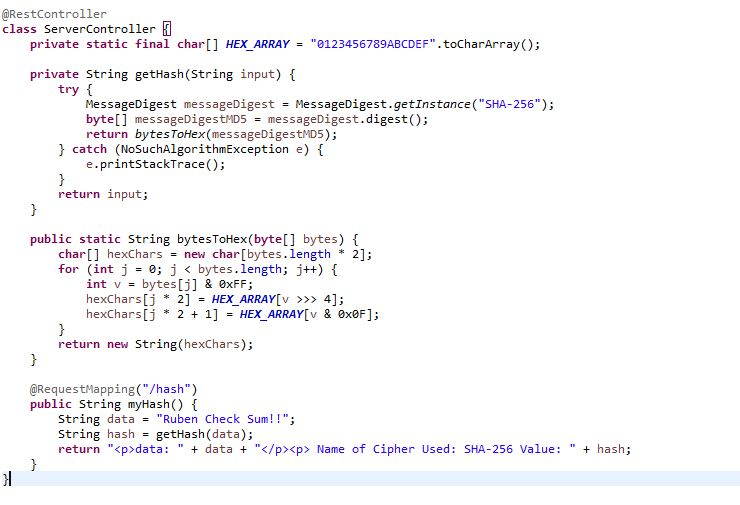 @RestController
class ServerController {
    private static final char[] HEX_ARRAY = "0123456789ABCDEF".toCharArray();
    private String getHash(String input) {
        try {
            MessageDigest messageDigest = MessageDigest.getInstance("SHA-256");
            byte[] messageDigestMD5 = messageDigest.digest();
            return bytesToHex(messageDigestMD5);
        } catch (NoSuchAlgorithmException e) {
            e.printStackTrace();
        }
        return input;
    }
    public static String bytesToHex(byte[] bytes) {
        char[] hexChars = new char[bytes.length * 2];
        for (int j = 0; j < bytes.length; j++) {
            int v = bytes[j] & 0xFF;
            hexChars[j * 2] = HEX_ARRAY[v >>> 4];
            hexChars[j * 2 + 1] = HEX_ARRAY[v & 0x0F];
        }
        return new String(hexChars);
    }
    @RequestMapping("/hash")
    public String myHash() {
        String data = "Ruben Check Sum!!";
        String hash = getHash(data);
        return "<p>data: " + data + "</p><p> Name of Cipher Used: SHA-256 Value: " + hash;
    }
}